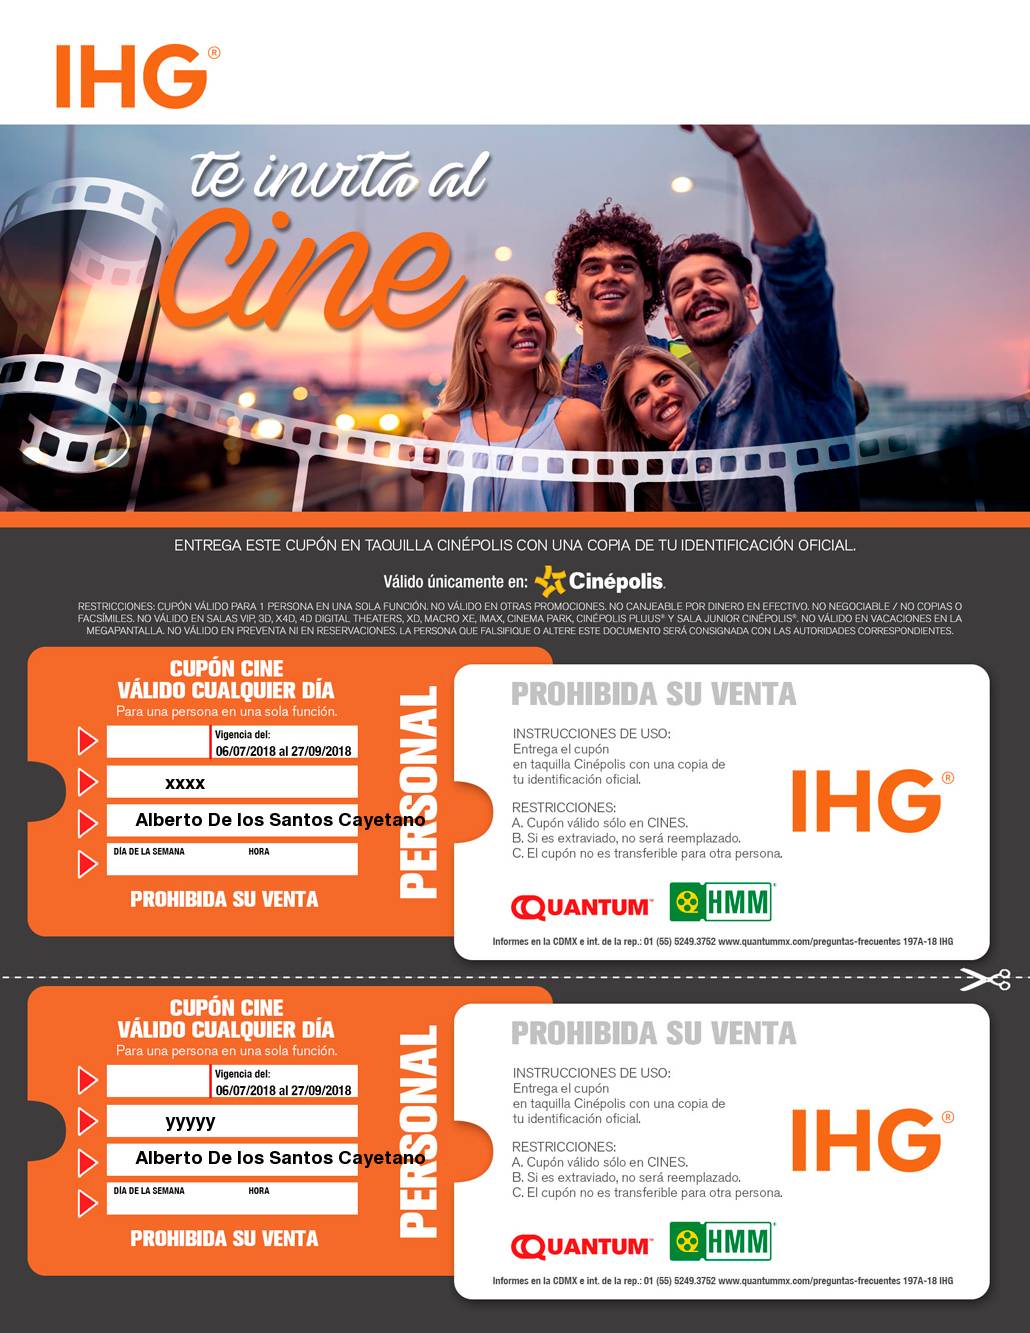 IHG®
te invita al
Cine
ENTREGA ESTE CUPÓN EN TAQUILLA CINÉPOLIS CON UNA COPIA DE TU IDENTIFICACIÓN OFICIAL.
Válido únicamente en: Cinépolis.
RESTRICCIONES: CUPÓN VÁLIDO PARA 1 PERSONA EN UNA SOLA FUNCIÓN. NO VÁLIDO EN OTRAS PROMOCIONES. NO CANJEABLE POR DINERO EN EFECTIVO. NO NEGOCIABLE / NO COPIAS O
FACSÍMILES. NO VÁLIDO EN SALAS VIP, 3D, X4D, 4D DIGITAL THEATERS, XD, MACRO XE, IMAX, CINEMA PARK, CINÉPOLIS PLUUS® Y SALA JUNIOR CINÉPOLIS®. NO VÁLIDO EN VACACIONES EN LA
MEGAPANTALLA. NO VÁLIDO EN PREVENTA NI EN RESERVACIONES. LA PERSONA QUE FALSIFIQUE O ALTERE ESTE DOCUMENTO SERÁ CONSIGNADA CON LAS AUTORIDADES CORRESPONDIENTES.
CUPÓN CINE
VÁLIDO CUALQUIER DÍA
Para una persona en una sola función.
Vigencia del:
06/07/2018 al 27/09/2018
xxxx
Alberto De los Santos Cayetano
DÍA DE LA SEMANA HORA
PROHIBIDA SU VENTA
PERSONAL
PROHIBIDA SU VENTA
INSTRUCCIONES DE USO:
Entrega el cupón
en taquilla Cinépolis con una copia de
tu identificación oficial.
RESTRICCIONES:
A. Cupón válido sólo en CINES.
B. Si es extraviado, no será reemplazado.
C. El cupón no es transferible para otra persona.
IHG®
QUANTUM™ HMM®
Informes en la CDMX e int. de la rep.: 01 (55) 5249.3752 www.quantummx.com/preguntas-frecuentes 197A-18 IHG
CUPÓN CINE
VÁLIDO CUALQUIER DÍA
Para una persona en una sola función.
Vigencia del:
06/07/2018 al 27/09/2018
yyyyy
Alberto De los Santos Cayetano
DÍA DE LA SEMANA HORA
PROHIBIDA SU VENTA
PERSONAL
PROHIBIDA SU VENTA
INSTRUCCIONES DE USO:
Entrega el cupón
en taquilla Cinépolis con una copia de
tu identificación oficial.
RESTRICCIONES:
A. Cupón válido sólo en CINES.
B. Si es extraviado, no será reemplazado.
C. El cupón no es transferible para otra persona.
IHG®
QUANTUM™ HMM®
Informes en la CDMX e int. de la rep.: 01 (55) 5249.3752 www.quantummx.com/preguntas-frecuentes 197A-18 IHG